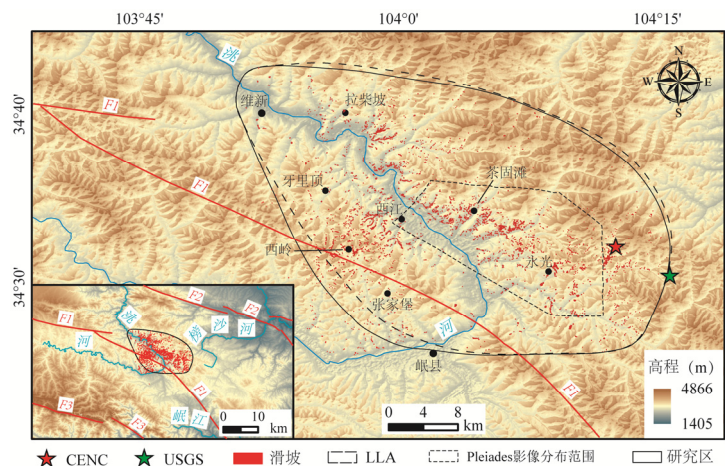 103°45'
104°0'
104°15'
34°40'
34°30'
洮
N
W
E
S
维新
拉柴坡
F1
牙里顶
茶固滩
F1
西江
西岭
永光
张家堡
河
岷县
F1
F2
F2
F1
洮
沙
河
河
F1
F3
F3
岷
江
0
10
km
0
4
8
km
高程
(m)
4866
1405
CENC
USGS
滑坡
LLA
Pleiades影像分布范围
研究区